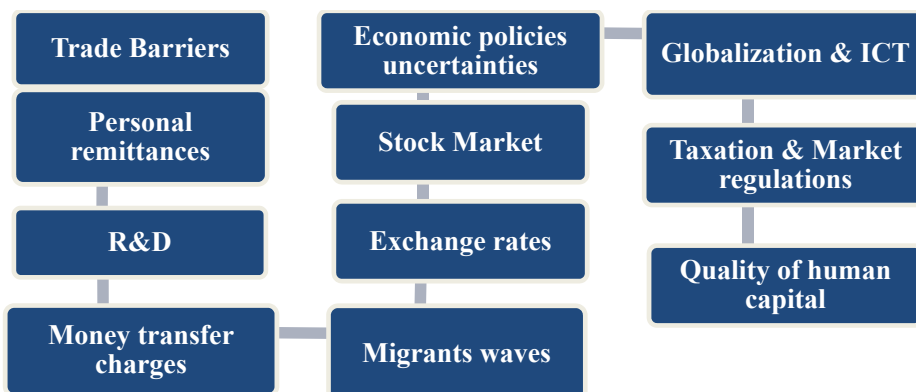 Trade Barriers
Personal
remittances
R&D
Money transfer
charges
Migrants waves
Exchange rates
Stock Market
Economic policies
uncertainties
Globalization & ICT
Taxation & Market
regulations
Quality of human
capital